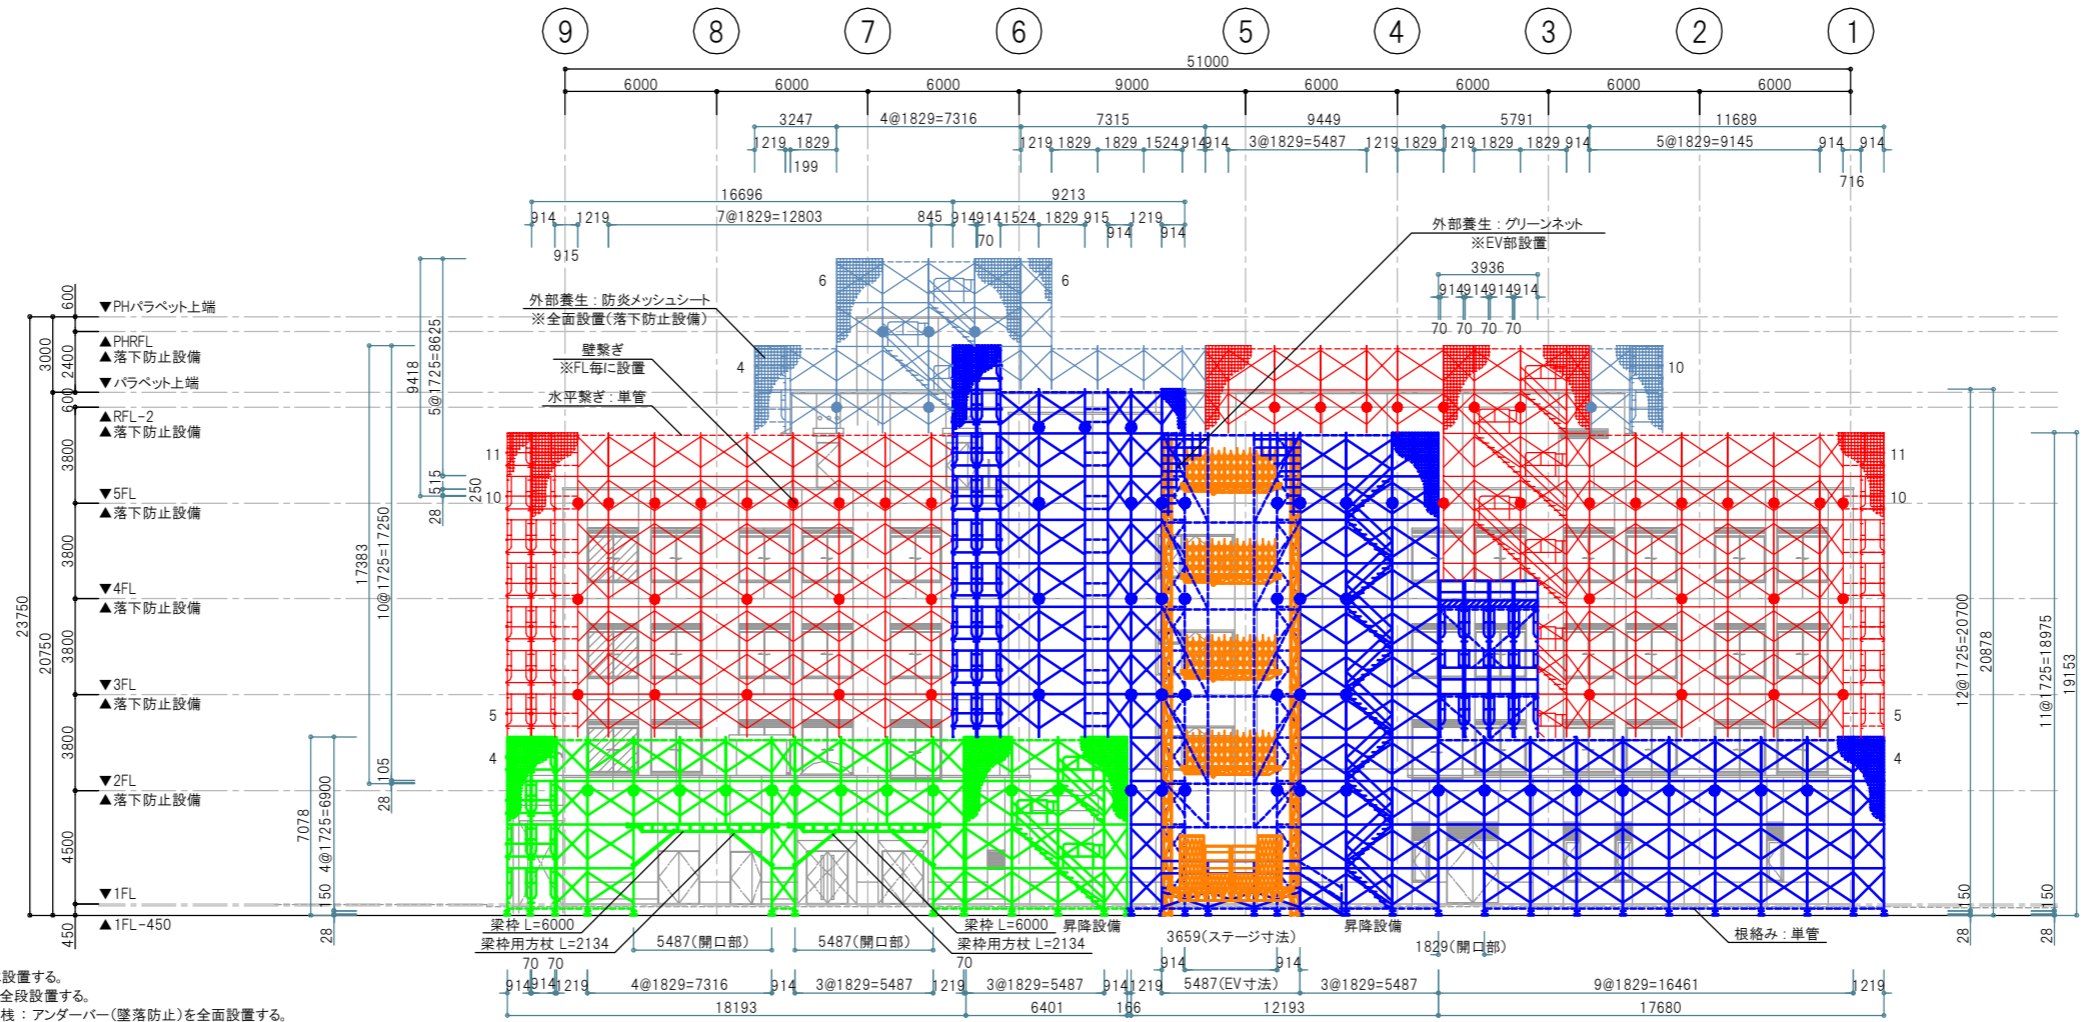 9 8 7 6 5 4 3 2 1
51000
6000 6000 6000 9000 6000 6000 6000 6000
3247 4@1829=7316 7315 9449 5791 11689
1219 1829 1219 1829 1829 1524 914 914 3@1829=5487 1219 1829 1219 1829 1829 914 5@1829=9145 914 914
199 716
16696 9213
914 1219 7@1829=12803 845 914 914 1524 1829 915 1219
915 70 914 914
外部養生：グリーンネット
※EV部設置
3936
914 914 914 914
70 70 70 70
6 6
外部養生：防炎メッシュシート
※全面設置(落下防止設備)
壁繋ぎ
※FL毎に設置
水平繋ぎ：単管
4 10
11 11
10 10
5 5
4 4
▼PHパラペット上端
▲PHRFL
▲落下防止設備
▼パラペット上端
▲RFL-2
▲落下防止設備
▼5FL
▲落下防止設備
▼4FL
▲落下防止設備
▼3FL
▲落下防止設備
▼2FL
▲落下防止設備
▼1FL
▲1FL-450
23750
3000
20750
600
2400
600
3800
3800
3800
3800
4500
450
9418
5@1725=8625
515
28
250
17383
10@1725=17250
105
28
7078
4@1725=6900
150
28
12@1725=20700
20878
150
28
11@1725=18975
19153
150
28
梁枠 L=6000
梁枠用方杖 L=2134
梁枠 L=6000
梁枠用方杖 L=2134
昇降設備
昇降設備
根絡み：単管
5487(開口部) 5487(開口部) 3659(ステージ寸法) 1829(開口部)
70 70 70 914 914
914 914 1219 4@1829=7316 914 3@1829=5487 1219 3@1829=5487 914 1219 5487(EV寸法) 3@1829=5487 9@1829=16461 1219
18193 6401 166 12193 17680
設置する。
全段設置する。
桟：アンダーバー(墜落防止)を全面設置する。